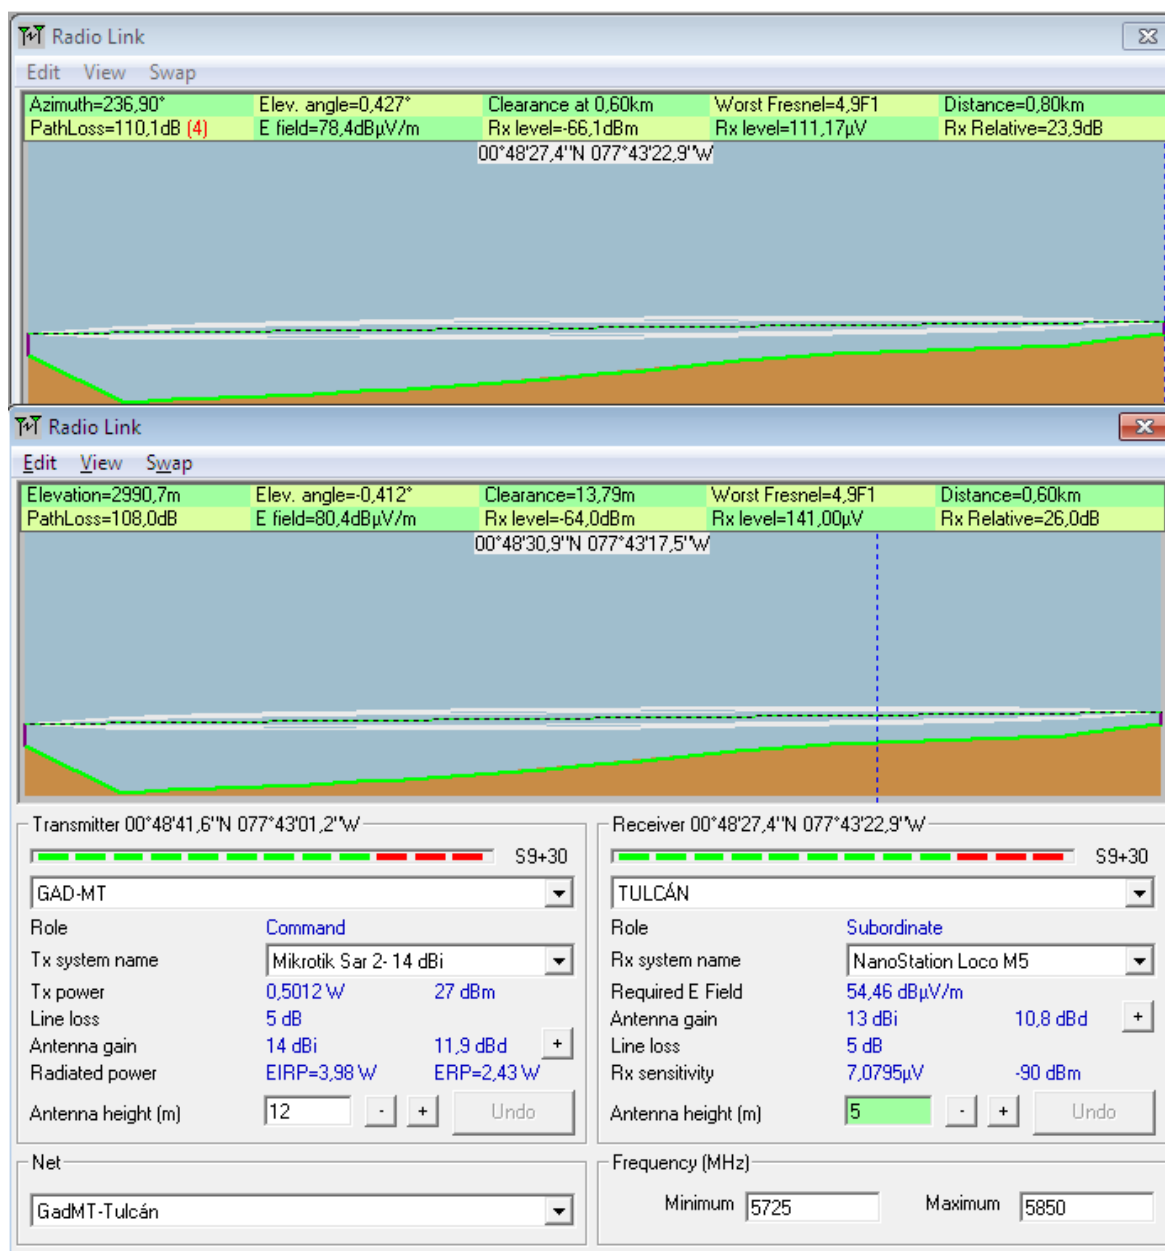 Radio Link
Edit View Swap
Azimuth=236,90° Elev. angle=0,427° Clearance at 0,60km Worst Fresnel=4,9F1 Distance=0,80km
PathLoss=110,1dB (4) E field=78,4dBµV/m Rx level=-66,1dBm Rx level=111,17µV Rx Relative=23,9dB
00°48'27,4"N 077°43'22,9"W
Radio Link
Edit View Swap
Elevation=2990,7m Elev. angle=-0,412° Clearance=13,79m Worst Fresnel=4,9F1 Distance=0,60km
PathLoss=108,0dB E field=80,4dBµV/m Rx level=-64,0dBm Rx level=141,00µV Rx Relative=26,0dB
00°48'30,9"N 077°43'17,5"W
Transmitter 00°48'41,6"N 077°43'01,2"W
S9+30
GAD-MT
Role Command
Tx system name Mikrotik Sar 2- 14 dBi
Tx power 0,5012 W 27 dBm
Line loss 5 dB
Antenna gain 14 dBi 11,9 dBd +
Radiated power EIRP=3,98 W ERP=2,43 W
Antenna height (m) 12 - + Undo
Net
GadMT-Tulcán
Receiver 00°48'27,4"N 077°43'22,9"W
S9+30
TULCÁN
Role Subordinate
Rx system name NanoStation Loco M5
Required E Field 54,46 dBµV/m
Antenna gain 13 dBi 10,8 dBd +
Line loss 5 dB
Rx sensitivity 7,0795µV -90 dBm
Antenna height (m) 5 - + Undo
Frequency (MHz)
Minimum 5725 Maximum 5850